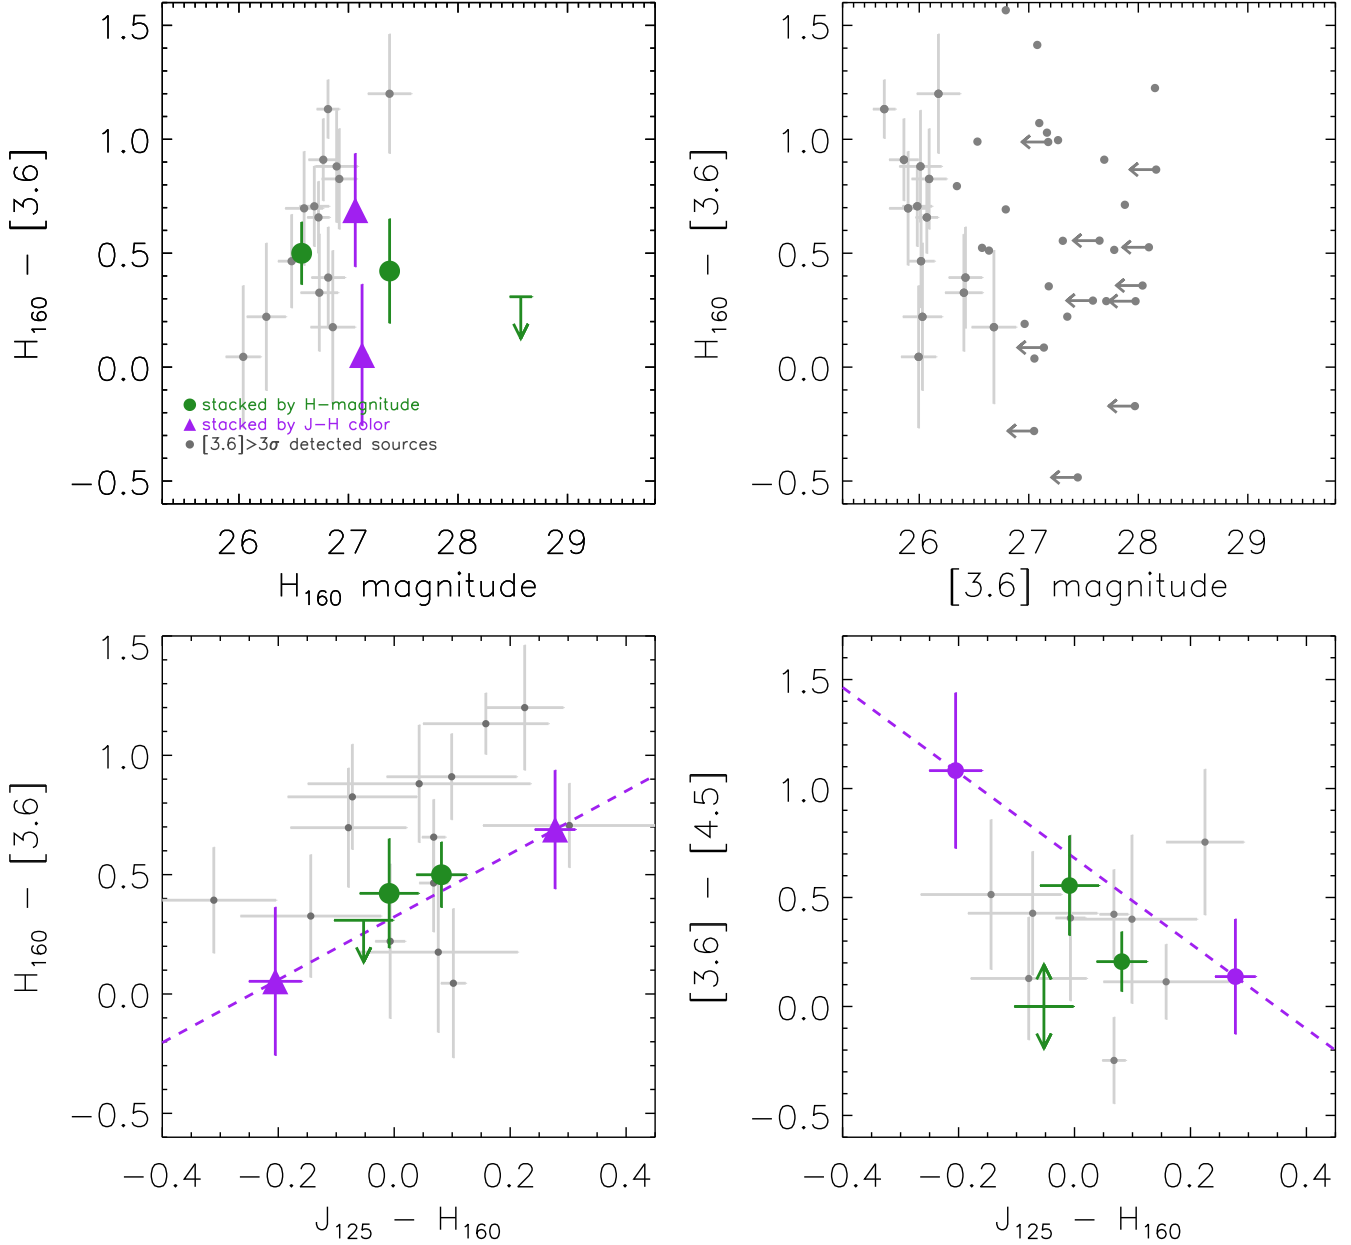 1.5
1.0
0.5
0.0
−0.5
H160 − [3.6]
stacked by H−magnitude
stacked by J−H color
[3.6]>3σ detected sources
26 27 28 29
H160 magnitude
1.5
1.0
0.5
0.0
−0.5
H160 − [3.6]
26 27 28 29
[3.6] magnitude
1.5
1.0
0.5
0.0
−0.5
H160 − [3.6]
−0.4 −0.2 0.0 0.2 0.4
J125 − H160
1.5
1.0
0.5
0.0
−0.5
[3.6] − [4.5]
−0.4 −0.2 0.0 0.2 0.4
J125 − H160